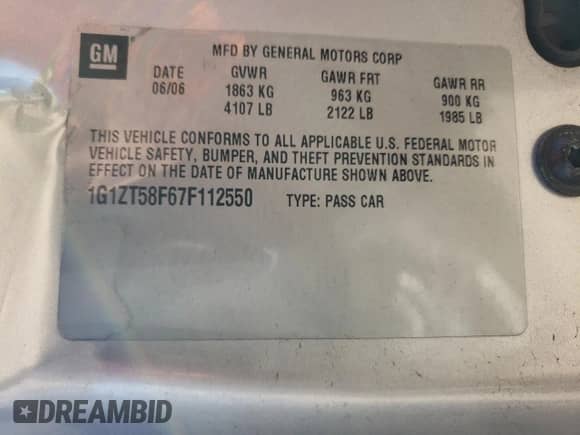 GM
MFD BY GENERAL MOTORS CORP
DATE GVWR GAWR FRT GAWR RR
06/06 1863 KG 963 KG 900 KG
4107 LB 2122 LB 1985 LB
THIS VEHICLE CONFORMS TO ALL APPLICABLE U.S. FEDERAL MOTOR
VEHICLE SAFETY, BUMPER, AND THEFT PREVENTION STANDARDS IN
EFFECT ON THE DATE OF MANUFACTURE SHOWN ABOVE.
1G1ZT58F67F112550 TYPE: PASS CAR
DREAMBID